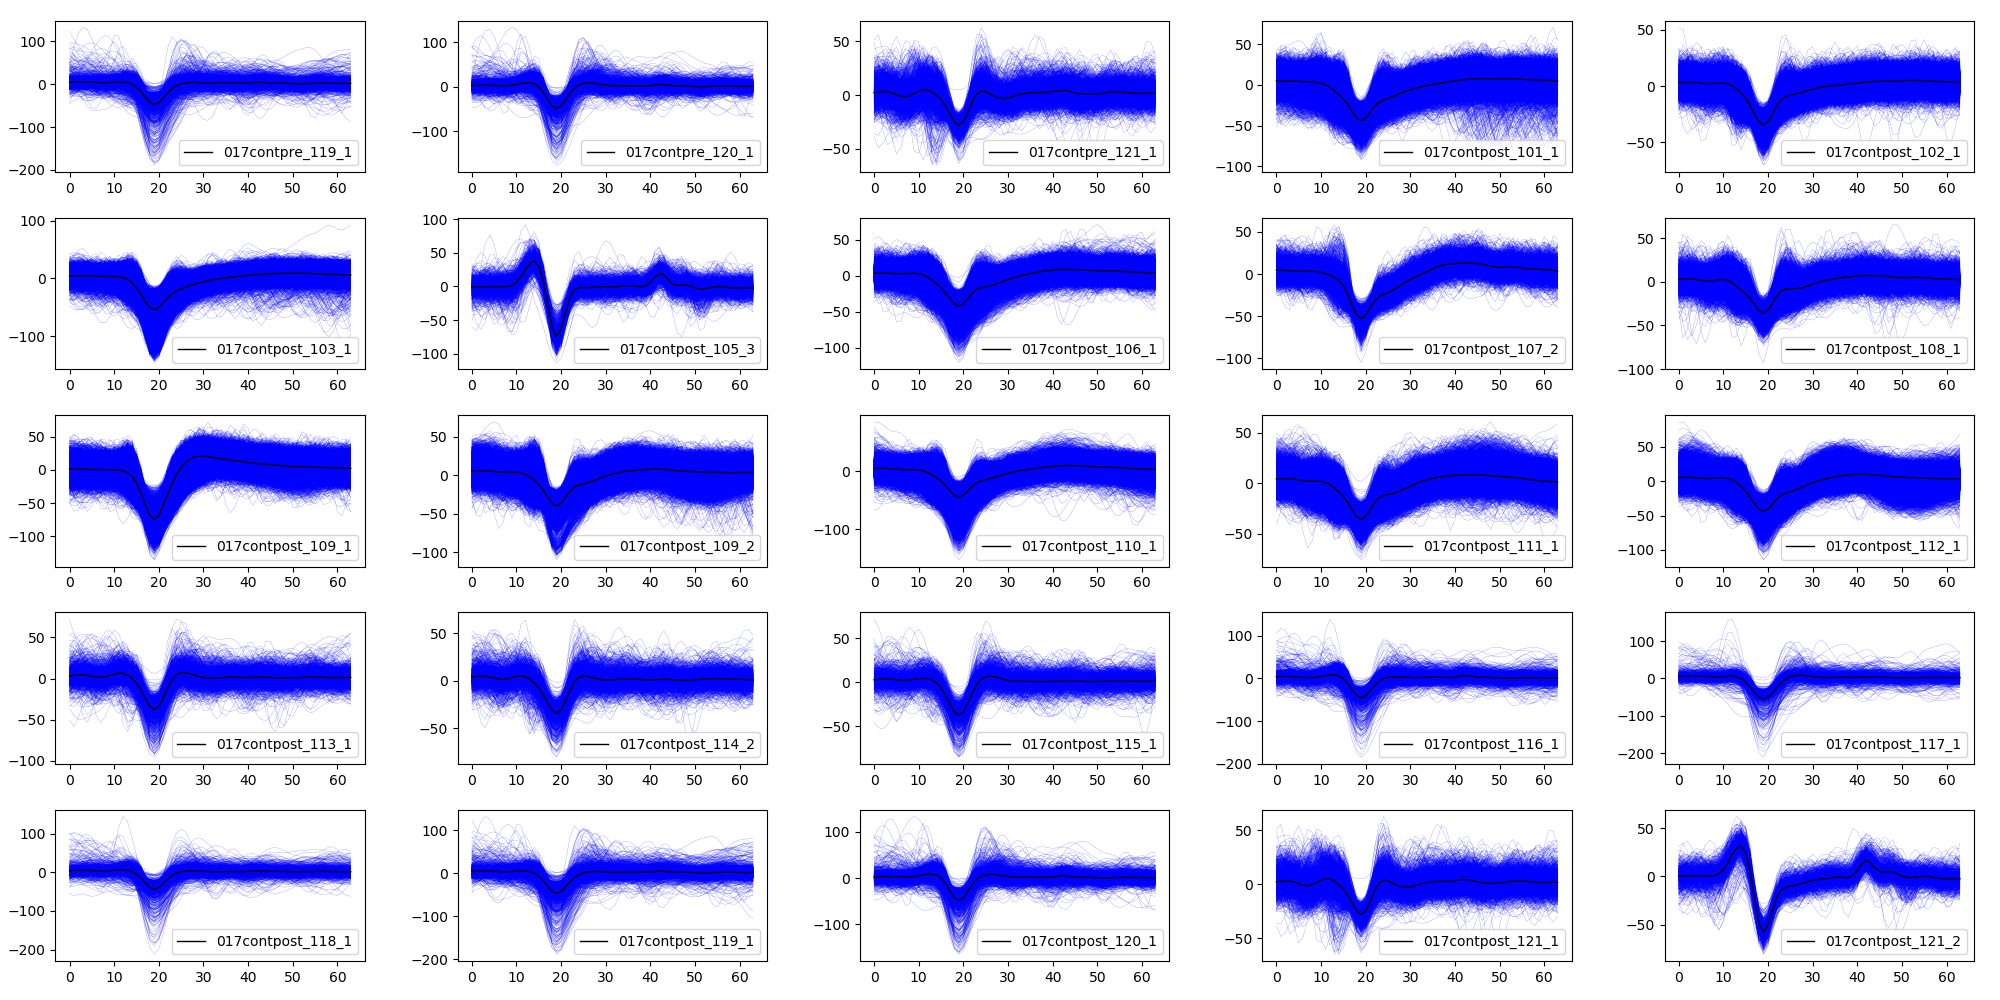 100
0
−100
−200
0 10 20 30 40 50 60
017contpre_119_1
100
0
−100
0 10 20 30 40 50 60
017contpre_120_1
50
0
−50
0 10 20 30 40 50 60
017contpre_121_1
50
0
−50
−100
0 10 20 30 40 50 60
017contpost_101_1
50
0
−50
0 10 20 30 40 50 60
017contpost_102_1
100
0
−100
0 10 20 30 40 50 60
017contpost_103_1
100
50
0
−50
−100
0 10 20 30 40 50 60
017contpost_105_3
50
0
−50
−100
0 10 20 30 40 50 60
017contpost_106_1
50
0
−50
−100
0 10 20 30 40 50 60
017contpost_107_2
50
0
−50
−100
0 10 20 30 40 50 60
017contpost_108_1
50
0
−50
−100
0 10 20 30 40 50 60
017contpost_109_1
50
0
−50
−100
0 10 20 30 40 50 60
017contpost_109_2
0
−100
0 10 20 30 40 50 60
017contpost_110_1
50
0
−50
0 10 20 30 40 50 60
017contpost_111_1
50
0
−50
−100
0 10 20 30 40 50 60
017contpost_112_1
50
0
−50
−100
0 10 20 30 40 50 60
017contpost_113_1
50
0
−50
0 10 20 30 40 50 60
017contpost_114_2
50
0
−50
0 10 20 30 40 50 60
017contpost_115_1
100
0
−100
−200
0 10 20 30 40 50 60
017contpost_116_1
100
0
−100
−200
0 10 20 30 40 50 60
017contpost_117_1
100
0
−100
−200
0 10 20 30 40 50 60
017contpost_118_1
100
0
−100
−200
0 10 20 30 40 50 60
017contpost_119_1
100
0
−100
0 10 20 30 40 50 60
017contpost_120_1
50
0
−50
0 10 20 30 40 50 60
017contpost_121_1
50
0
−50
0 10 20 30 40 50 60
017contpost_121_2